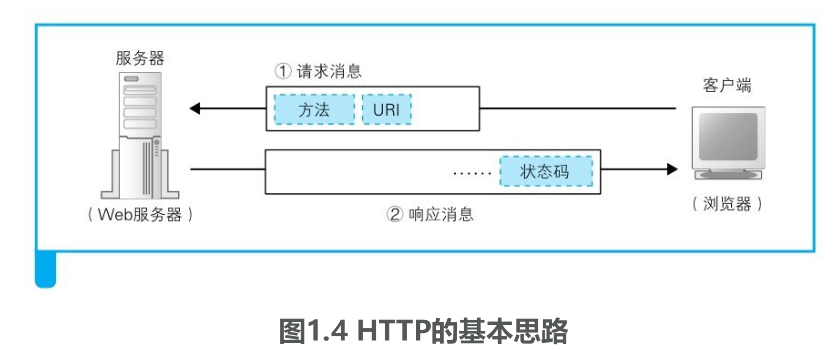 服务器
① 请求消息
客户端
方法
URI
…… 状态码
（Web服务器）
② 响应消息
（浏览器）
图1.4 HTTP的基本思路